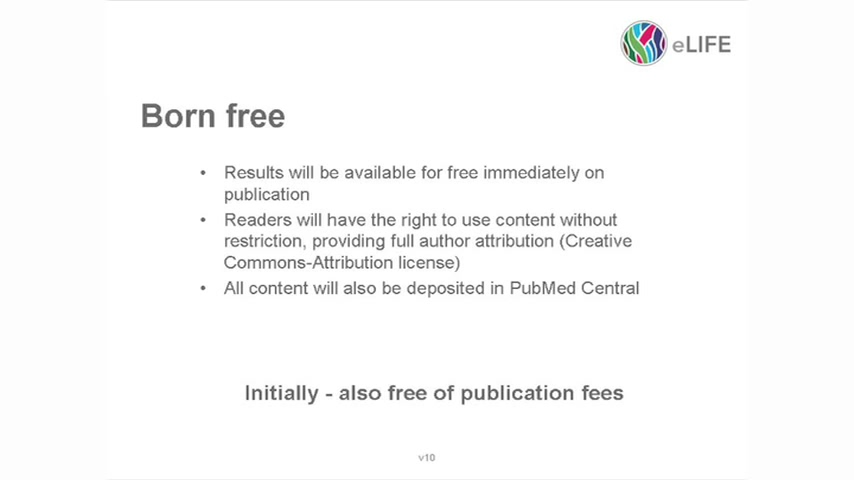 eLIFE
Born free
• Results will be available for free immediately on
publication
• Readers will have the right to use content without
restriction, providing full author attribution (Creative
Commons-Attribution license)
• All content will also be deposited in PubMed Central
Initially - also free of publication fees
v10